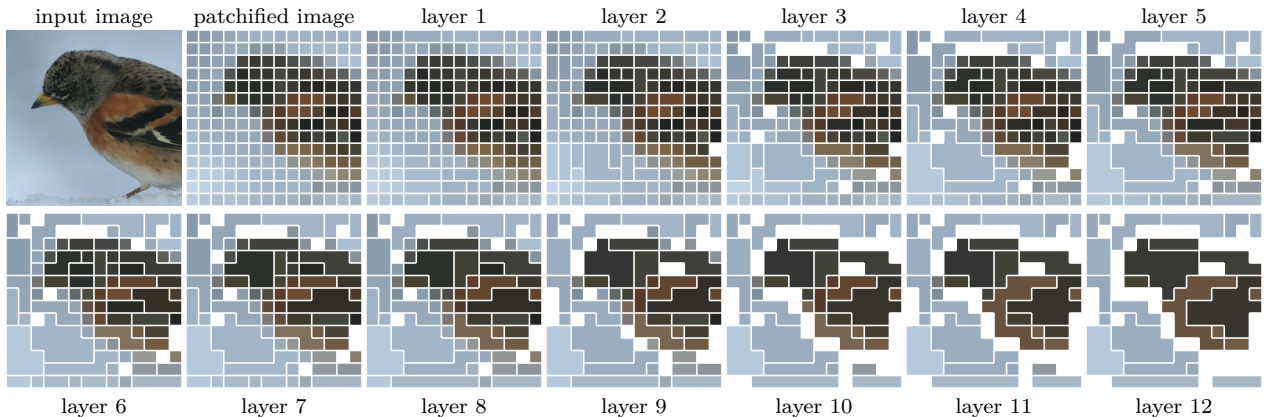 input image
patchified image
layer 1
layer 2
layer 3
layer 4
layer 5
layer 6
layer 7
layer 8
layer 9
layer 10
layer 11
layer 12